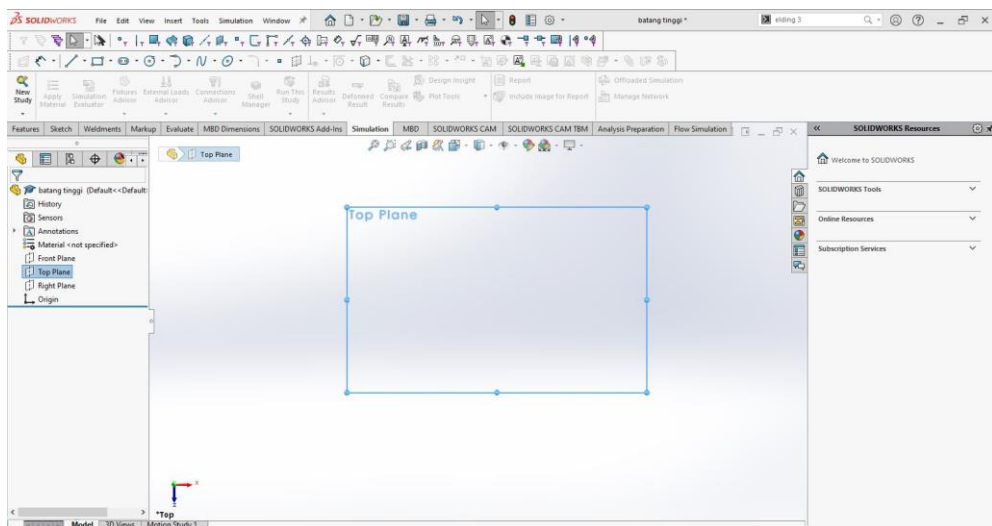 SOLIDWORKS File Edit View Insert Tools Simulation Window batang tinggi * elding 3
New Study Apply Material Simulation Evaluator Fixtures Advisor External Loads Advisor Connections Advisor Shell Manager Run This Study Results Advisor Deformed Result Compare Results Design Insight Plot Tools Report Include Image for Report Offloaded Simulation Manage Network
Features Sketch Weldments Markup Evaluate MBD Dimensions SOLIDWORKS Add-Ins Simulation MBD SOLIDWORKS CAM SOLIDWORKS CAM TBM Analysis Preparation Flow Simulation
SOLIDWORKS Resources
Top Plane
Welcome to SOLIDWORKS
SOLIDWORKS Tools
Online Resources
Subscription Services
batang tinggi (Default<<Default
History
Sensors
Annotations
Material <not specified>
Front Plane
Top Plane
Right Plane
Origin
Top Plane
x
*Top
Model 3D Views Motion Study 1